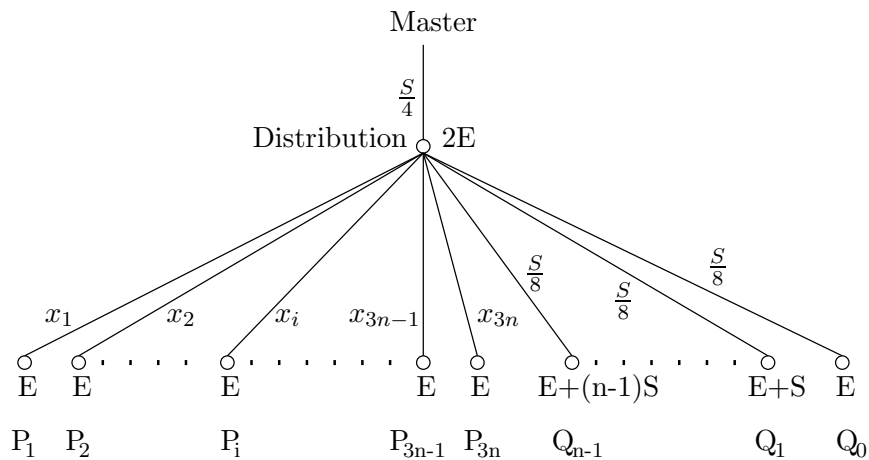 Master
S/4
Distribution 2E
S/8
S/8
S/8
x₁ x₂ xᵢ x₃ₙ₋₁ x₃ₙ
E E E E E E+(n-1)S E+S E
P₁ P₂ Pᵢ P₃ₙ₋₁ P₃ₙ Qₙ₋₁ Q₁ Q₀